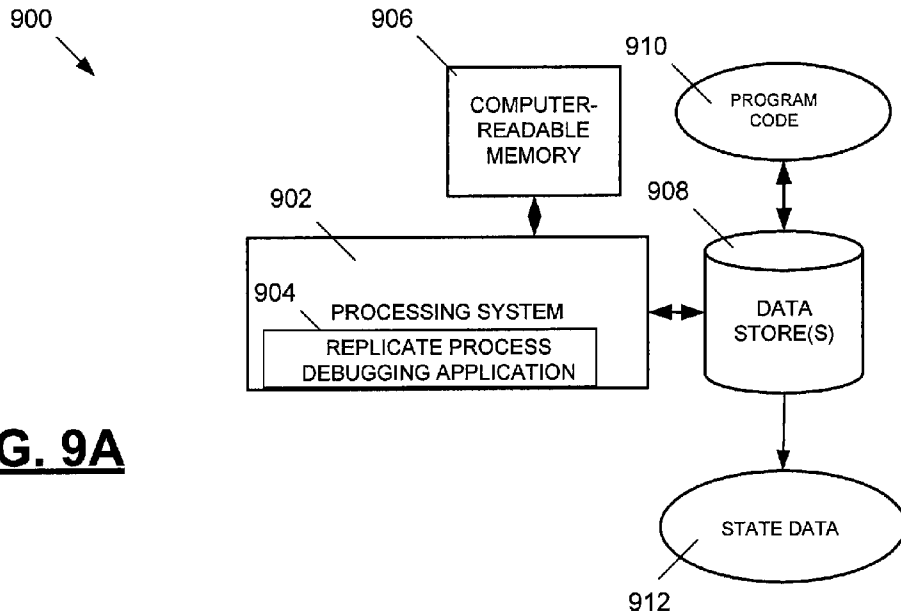 900
906
910
COMPUTER-
READABLE
MEMORY
PROGRAM
CODE
902
908
904
PROCESSING SYSTEM
REPLICATE PROCESS
DEBUGGING APPLICATION
DATA
STORE(S)
G. 9A
STATE DATA
912